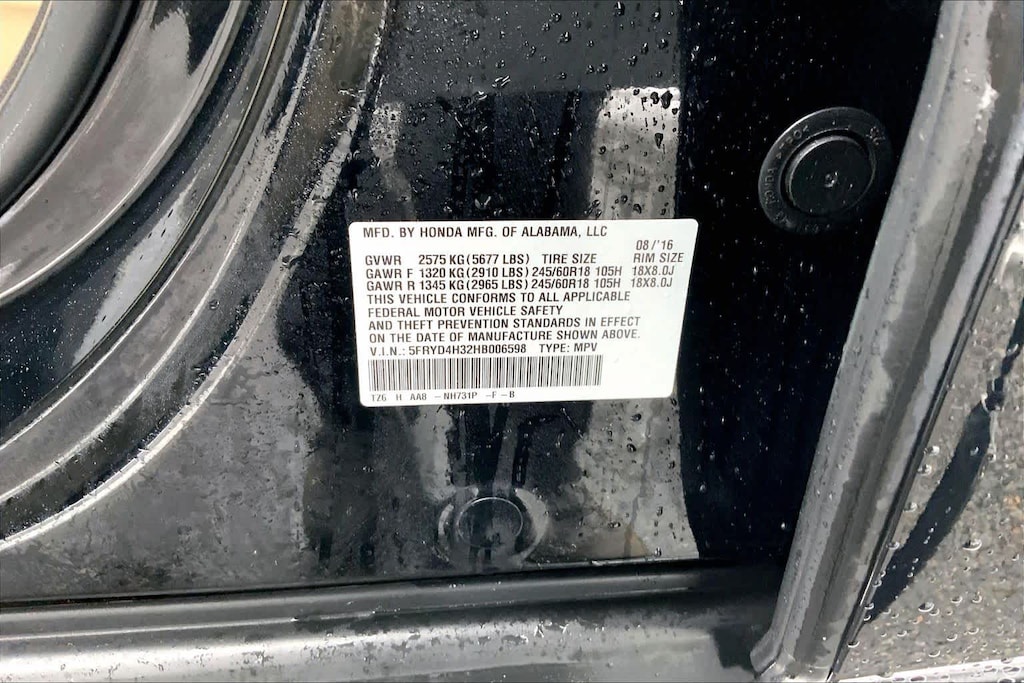 MFD. BY HONDA MFG. OF ALABAMA, LLC
08/'16
GVWR 2575 KG(5677 LBS) TIRE SIZE RIM SIZE
GAWR F 1320 KG(2910 LBS) 245/60R18 105H 18X8.0J
GAWR R 1345 KG(2965 LBS) 245/60R18 105H 18X8.0J
THIS VEHICLE CONFORMS TO ALL APPLICABLE
FEDERAL MOTOR VEHICLE SAFETY
AND THEFT PREVENTION STANDARDS IN EFFECT
ON THE DATE OF MANUFACTURE SHOWN ABOVE.
V.I.N.: 5FRYD4H32HB006598 TYPE: MPV
TZ6 H AA8 -NH731P -F-B